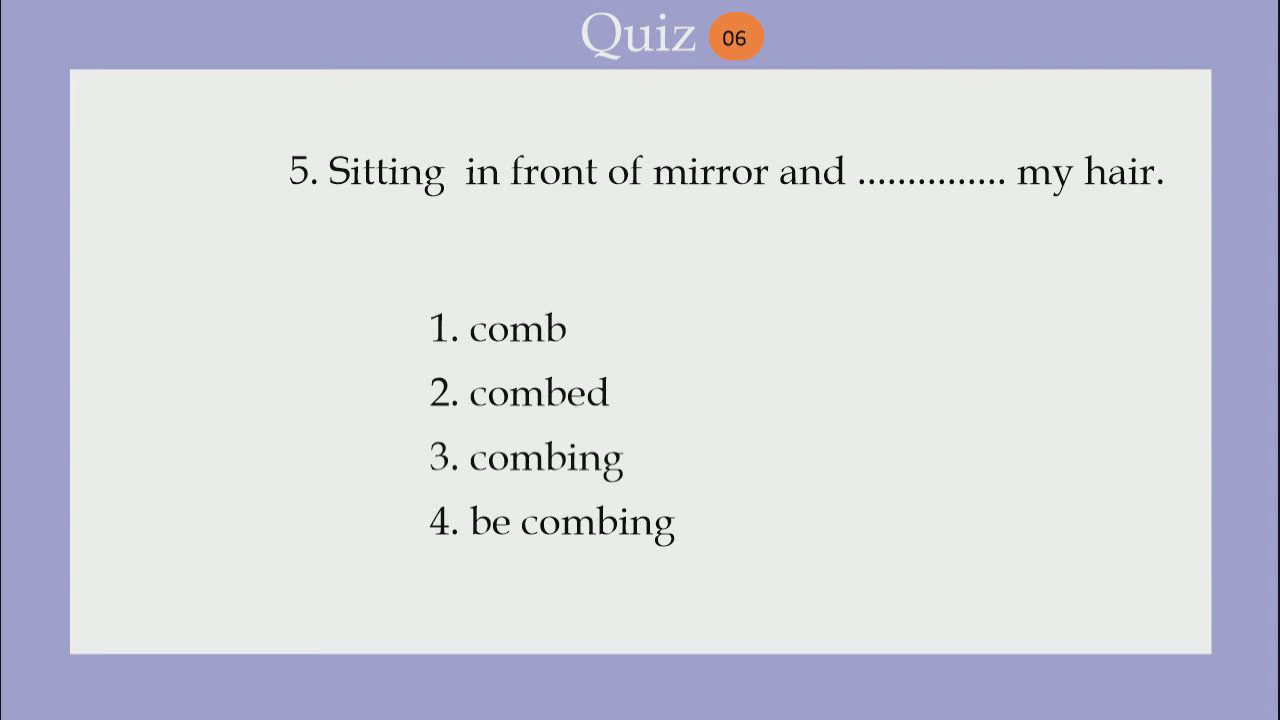 Quiz 06
5. Sitting in front of mirror and ............... my hair.
1. comb
2. combed
3. combing
4. be combing